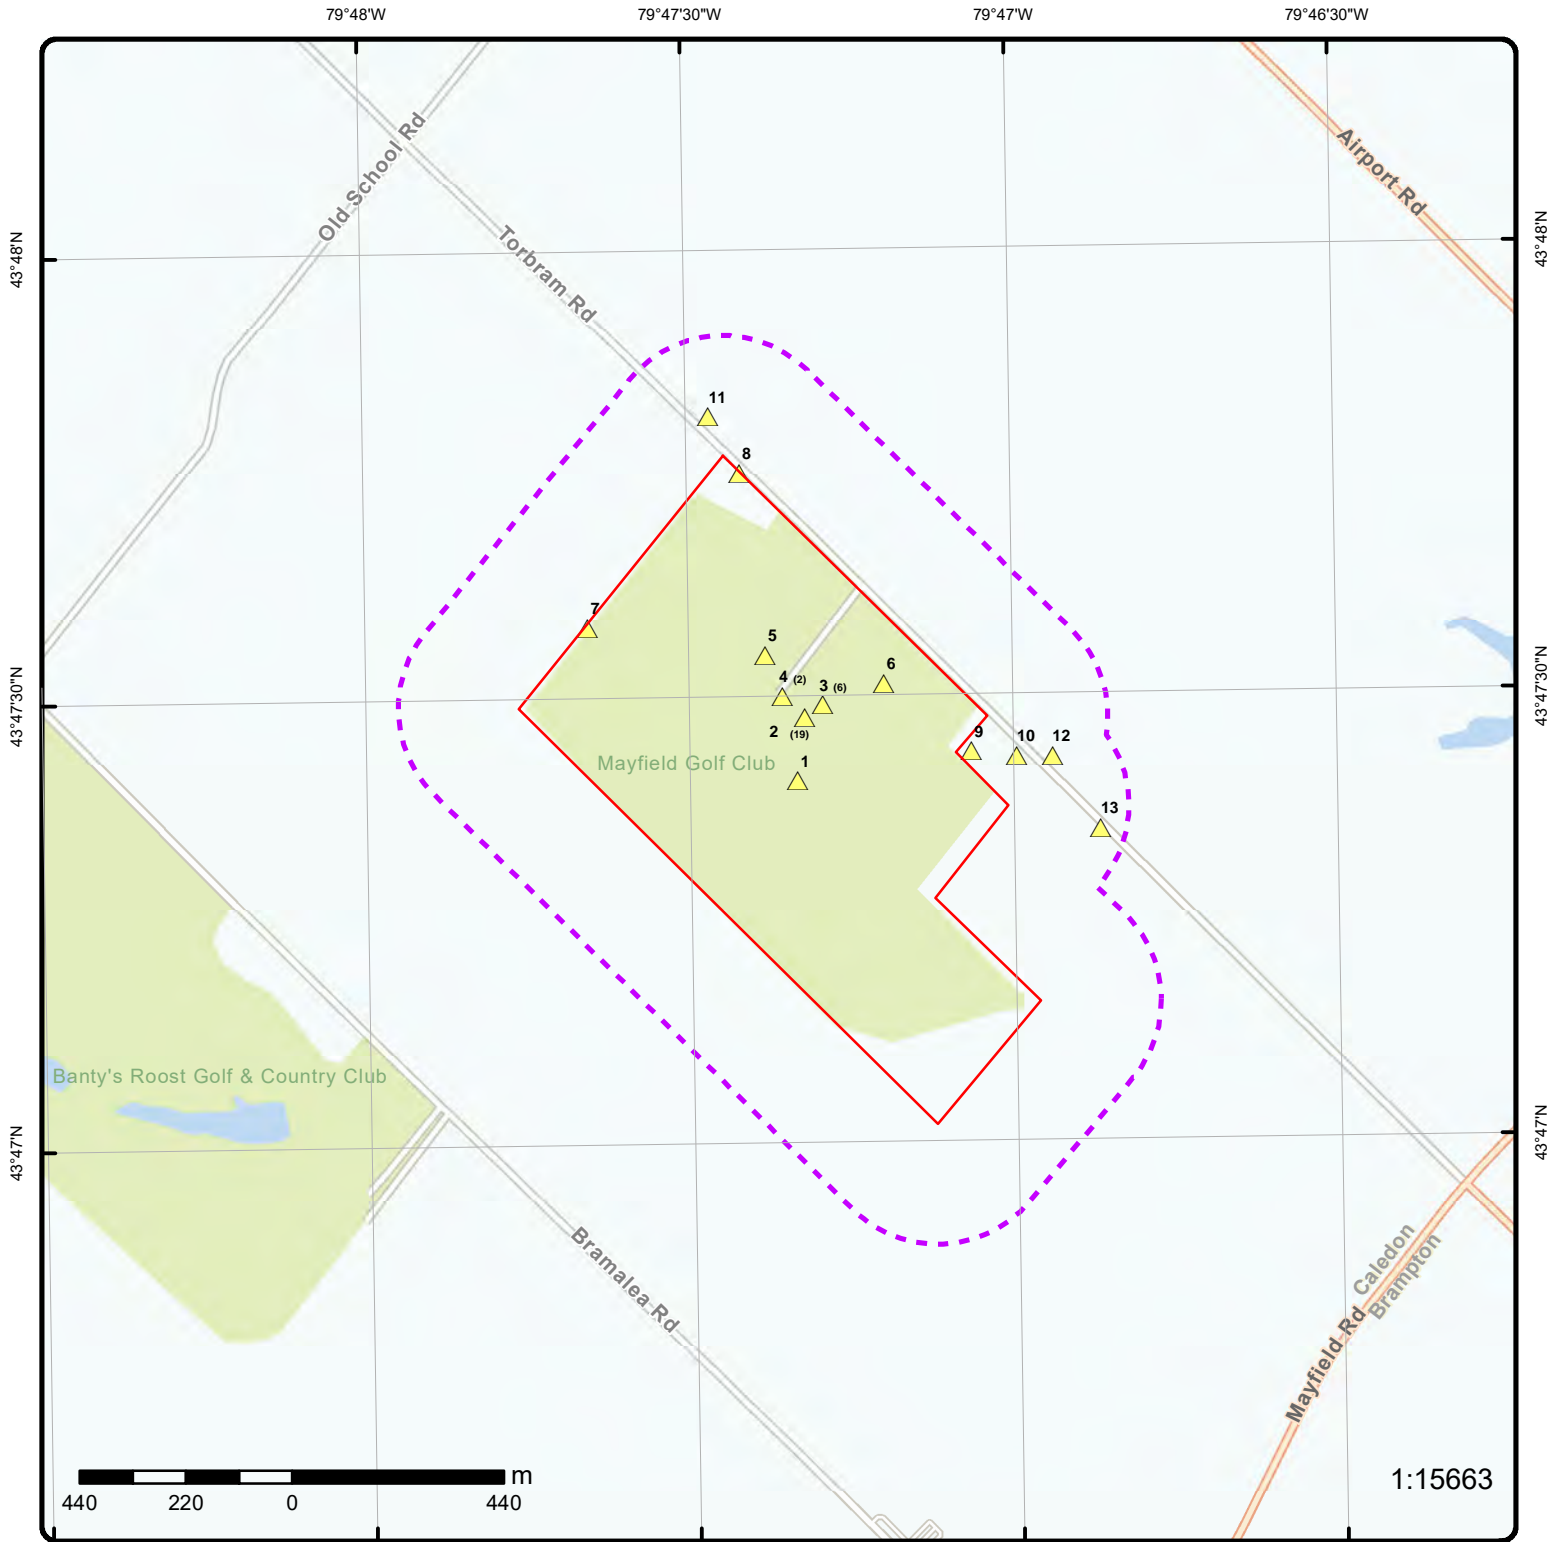 79°48'W
79°47'30"W
79°47'W
79°46'30"W
Old School Rd
Torbram Rd
Airport Rd
43°48'N
43°48'N
11
8
7
5
6
4 (2)
3 (6)
2 (19)
43°47'30"N
43°47'30"N
9
10
12
Mayfield Golf Club
1
13
Banty's Roost Golf & Country Club
43°47'N
43°47'N
Bramalea Rd
Caledon
Brampton
Mayfield Rd
m
440 220 0 440
1:15663